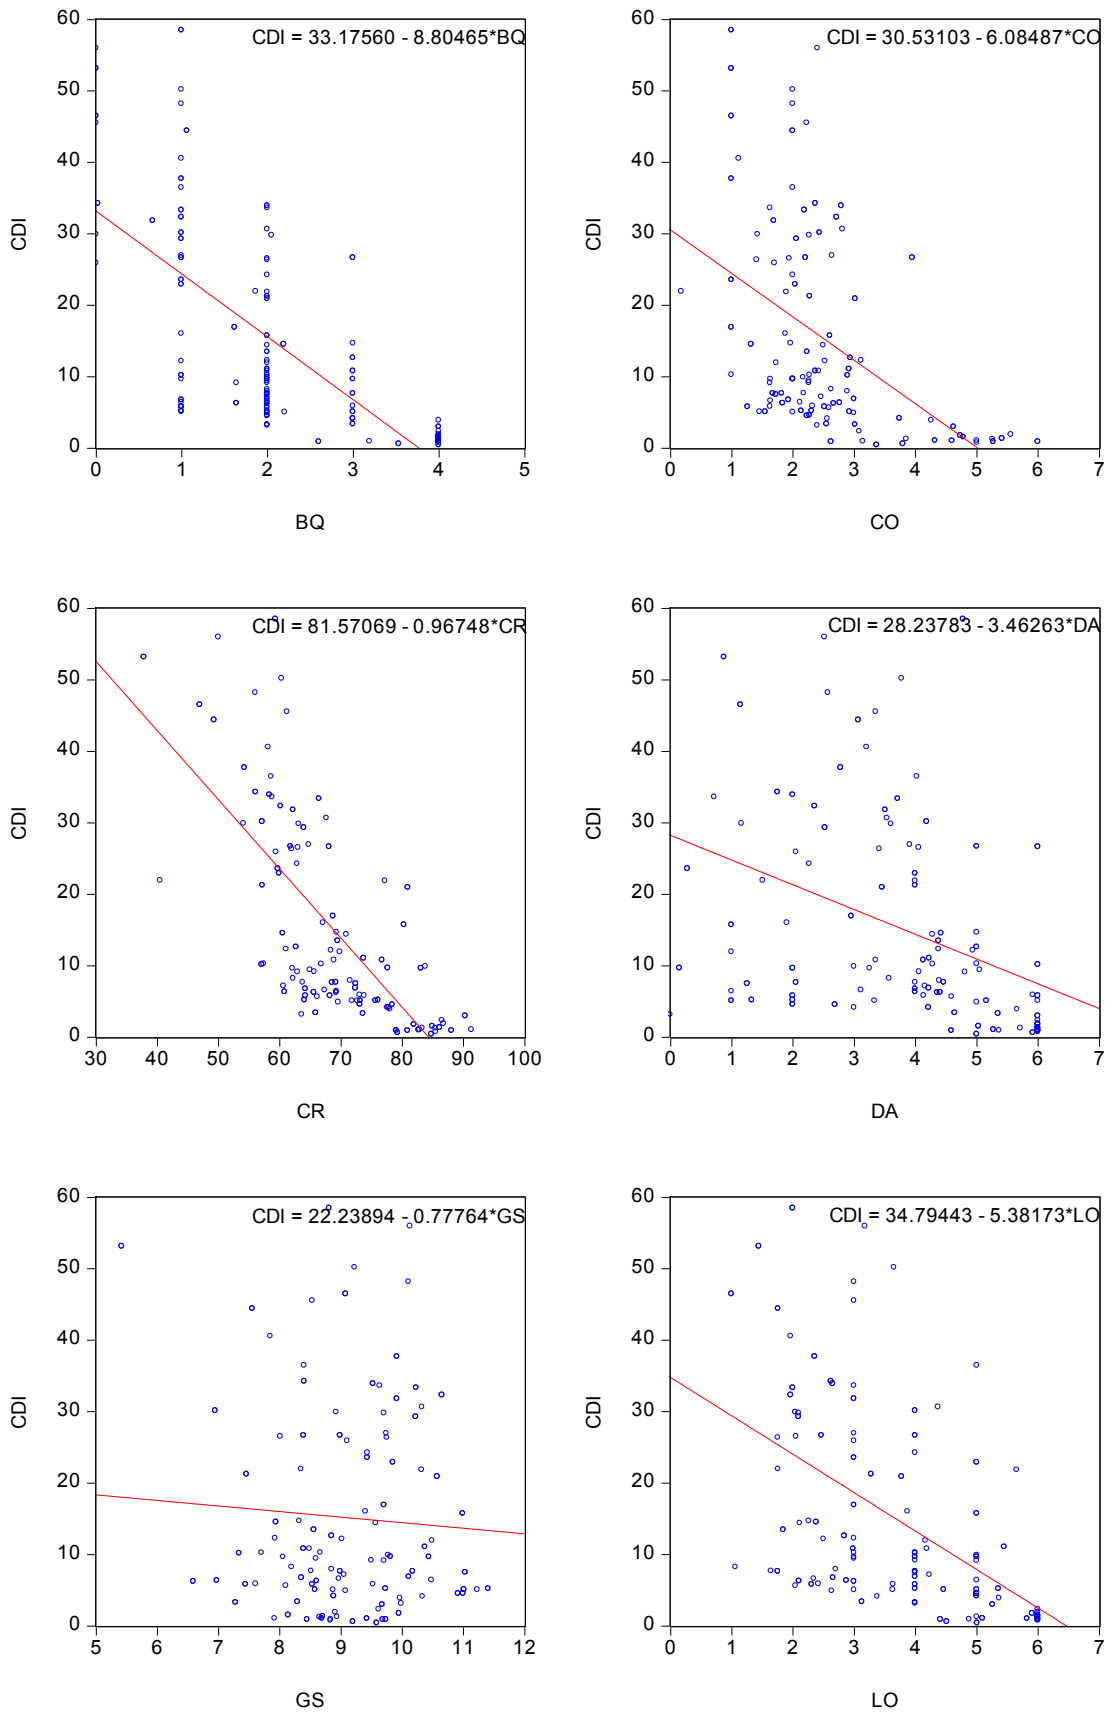 CDI = 33.17560 - 8.80465*BQ
60
50
40
30
20
10
0
CDI
0 1 2 3 4 5
BQ
CDI = 30.53103 - 6.08487*CO
60
50
40
30
20
10
0
CDI
0 1 2 3 4 5 6 7
CO
CDI = 81.57069 - 0.96748*CR
60
50
40
30
20
10
0
CDI
30 40 50 60 70 80 90 100
CR
CDI = 28.23783 - 3.46263*DA
60
50
40
30
20
10
0
CDI
0 1 2 3 4 5 6 7
DA
CDI = 22.23894 - 0.77764*GS
60
50
40
30
20
10
0
CDI
5 6 7 8 9 10 11 12
GS
CDI = 34.79443 - 5.38173*LO
60
50
40
30
20
10
0
CDI
0 1 2 3 4 5 6 7
LO